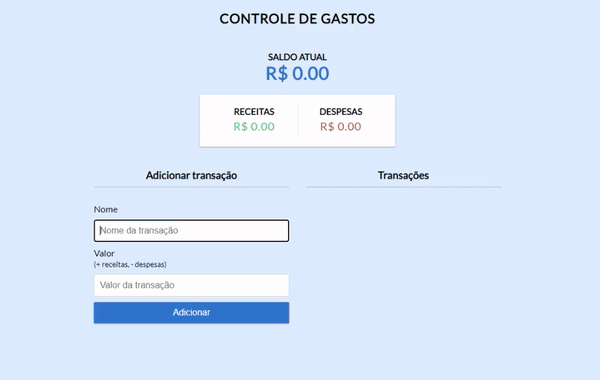 CONTROLE DE GASTOS
SALDO ATUAL
R$ 0.00
RECEITAS
R$ 0.00
DESPESAS
R$ 0.00
Adicionar transação
Nome
Nome da transação
Valor
(+ receitas, - despesas)
Valor da transação
Adicionar
Transações